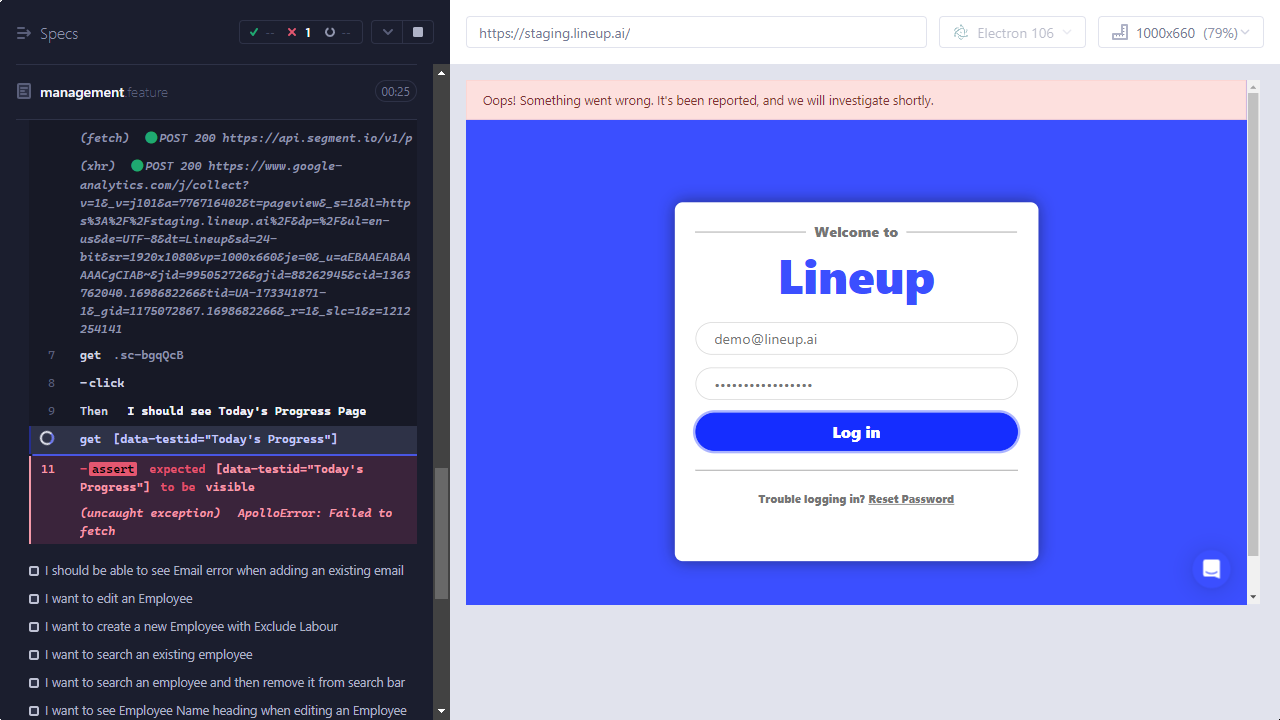 Specs
-- 1 --
management feature
00:25
(fetch) POST 200 https://api.segment.io/v1/p
(xhr) POST 200 https://www.google-
analytics.com/j/collect?
v=1&_v=j101&a=776716402&t=pageview&_s=1&dl=http
s%3A%2F%2Fstaging.lineup.ai%2F&dp=%2F&ul=en-
us&de=UTF-8&dt=Lineup&sd=24-
bit&sr=1920x1080&vp=1000x660&je=0&_u=aEBAAEABAA
AAACgCIAB~&jid=995052726&gjid=88262945&cid=1363
762040.1698682266&tid=UA-173341871-
1&_gid=1175072867.1698682266&_r=1&_slc=1&z=1212
254141
7 get .sc-bgqQcB
8 -click
9 Then I should see Today's Progress Page
get [data-testid="Today's Progress"]
11 -assert expected [data-testid="Today's
Progress"] to be visible
(uncaught exception) ApolloError: Failed to
fetch
I should be able to see Email error when adding an existing email
I want to edit an Employee
I want to create a new Employee with Exclude Labour
I want to search an existing employee
I want to search an employee and then remove it from search bar
I want to see Employee Name heading when editing an Employee
https://staging.lineup.ai/
Electron 106
1000x660 (79%)
Oops! Something went wrong. It's been reported, and we will investigate shortly.
Welcome to
Lineup
demo@lineup.ai
•••••••••••••••••
Log in
Trouble logging in? Reset Password